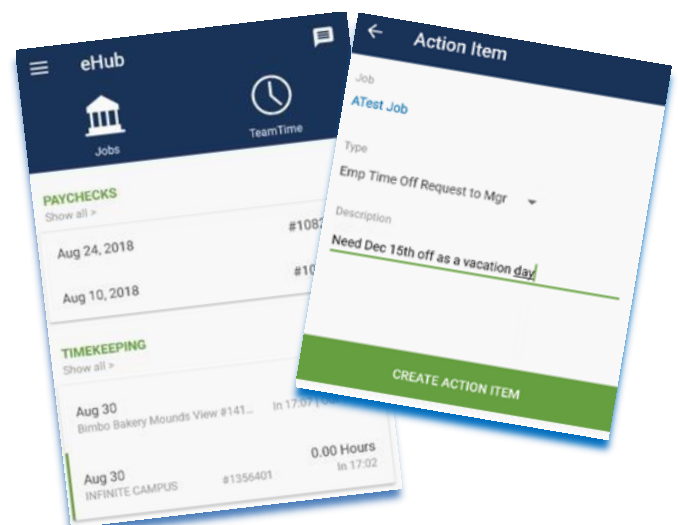 eHub
Jobs
TeamTime
PAYCHECKS
Show all >
Aug 24, 2018
Aug 10, 2018
TIMEKEEPING
Show all >
Aug 30
Bimbo Bakery Mounds View #141... In 17:07
Aug 30
0.00 Hours
INFINITE CAMPUS #1356401 In 17:02
Action Item
Job
ATest Job
Type
Emp Time Off Request to Mgr
Description
Need Dec 15th off as a vacation day
CREATE ACTION ITEM